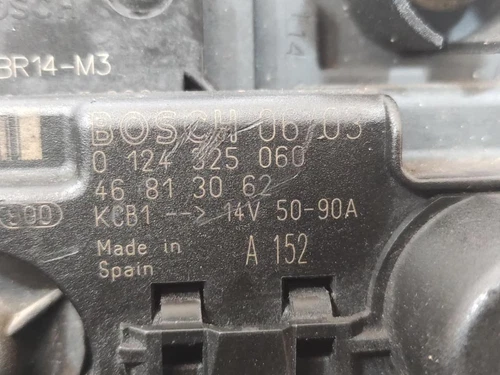 BR14-M3
14
BOSCH 06/03
0 124 325 060
46 81 30 62
KCB1 --> 14V 50-90A
Made in
Spain
A 152